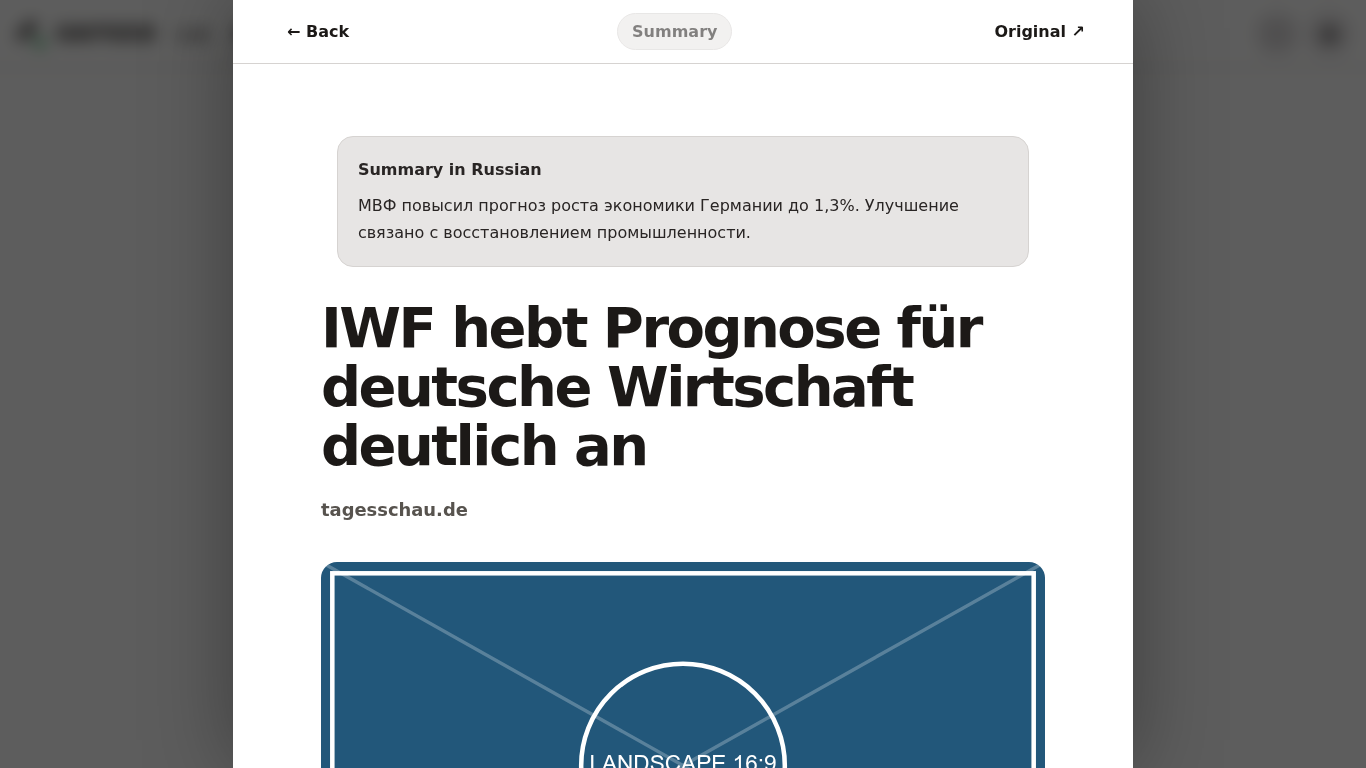 ← Back
Summary
Original ↗
Summary in Russian
МВФ повысил прогноз роста экономики Германии до 1,3%. Улучшение
связано с восстановлением промышленности.
IWF hebt Prognose für
deutsche Wirtschaft
deutlich an
tagesschau.de
LANDSCAPE 16:9